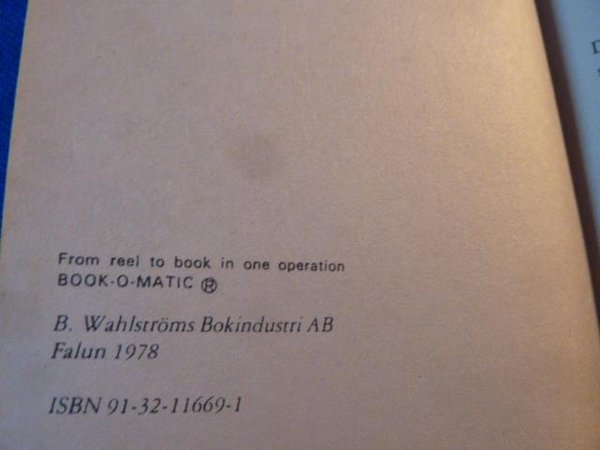 From reel to book in one operation
BOOK-O-MATIC ®
B. Wahlströms Bokindustri AB
Falun 1978
ISBN 91-32-11669-1